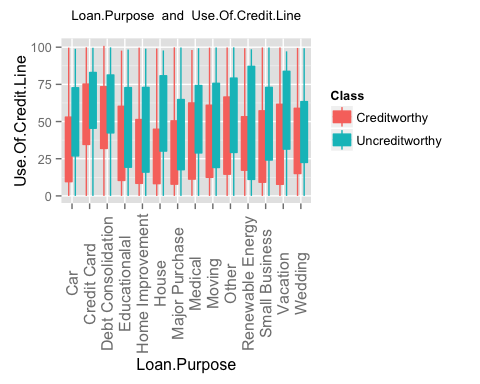 Loan.Purpose and Use.Of.Credit.Line
Use.Of.Credit.Line
100
75
50
25
0
Class
Creditworthy
Uncreditworthy
Car
Credit Card
Debt Consolidation
Educationalal
Home Improvement
House
Major Purchase
Medical
Moving
Other
Renewable Energy
Small Business
Vacation
Wedding
Loan.Purpose